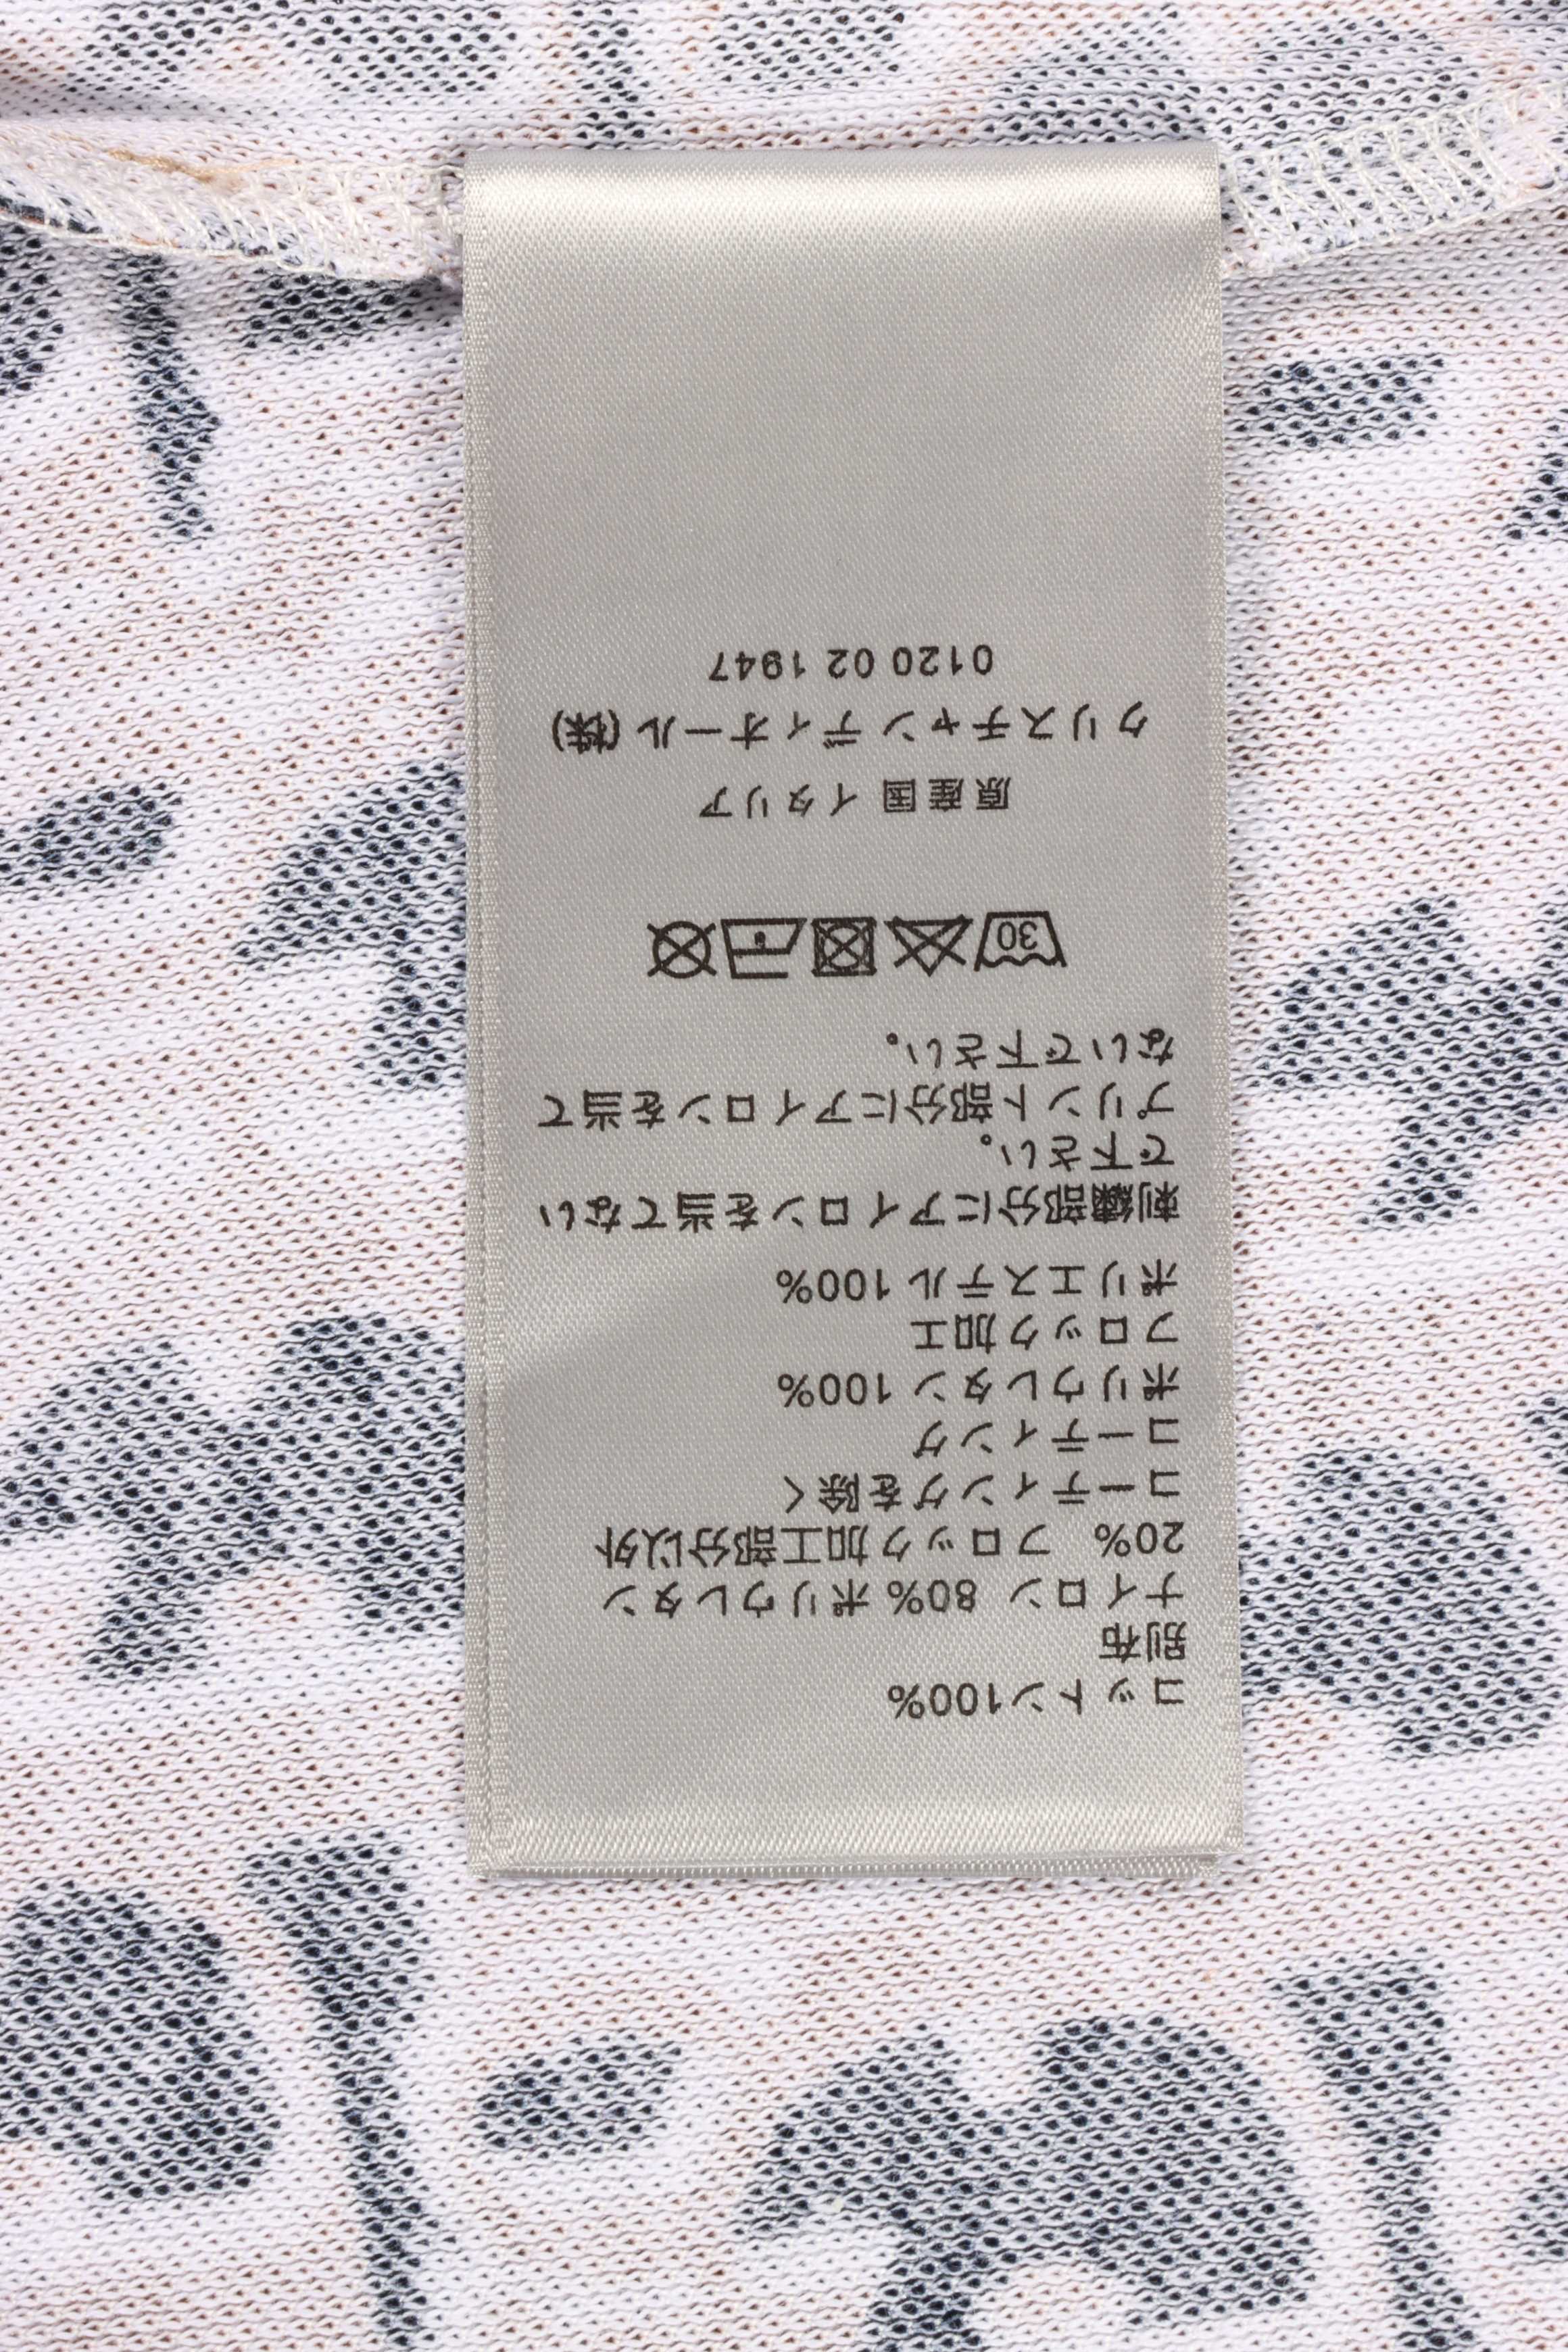 コットン100%
別布
ナイロン 80% ポリウレタン
20% フロック加工部分以外
コーティングを除く
コーティング
ポリウレタン 100%
フロック加工
ポリエステル 100%
刺繍部分にアイロンを当てない
で下さい。
プリント部分にアイロンを当て
ないで下さい。
30
原産国 イタリア
クリスチャン ディオール (株)
0120 02 1947